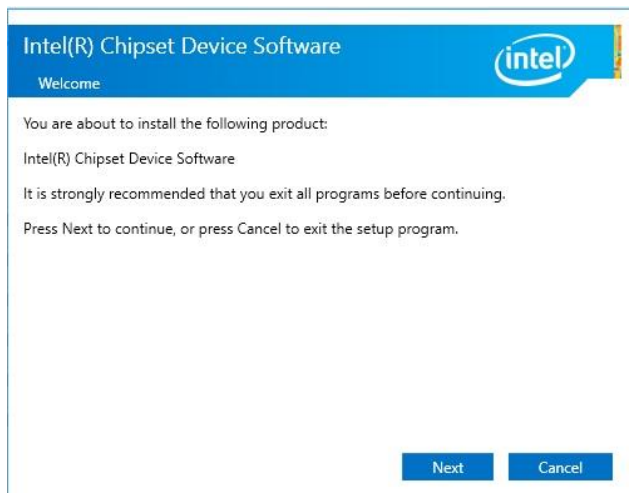 Intel(R) Chipset Device Software
intel
Welcome
You are about to install the following product:
Intel(R) Chipset Device Software
It is strongly recommended that you exit all programs before continuing.
Press Next to continue, or press Cancel to exit the setup program.
Next
Cancel